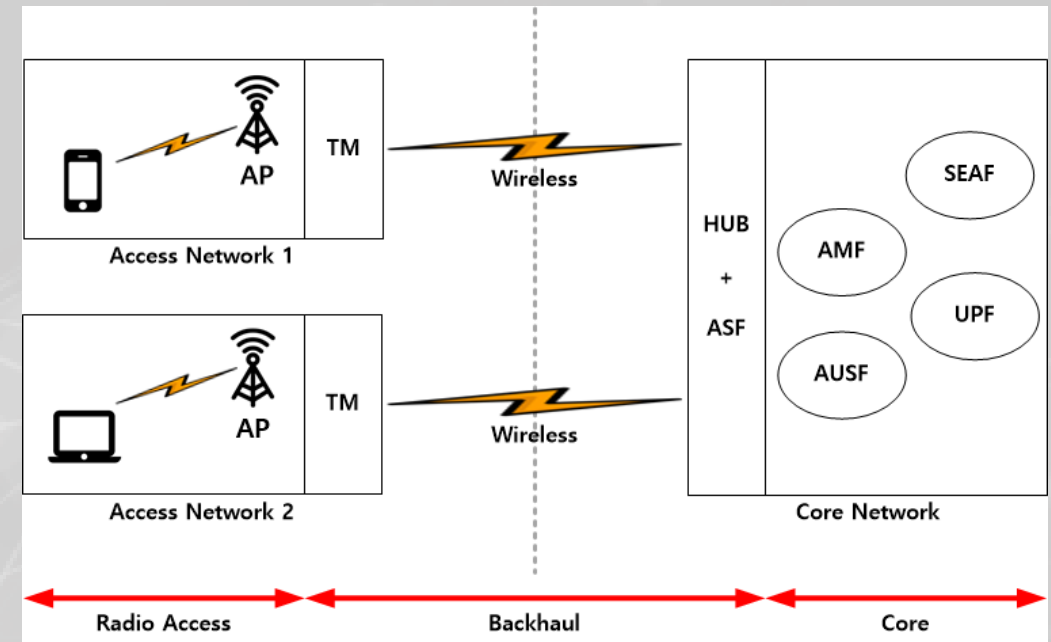 AP
TM
Wireless
Access Network 1
AP
TM
Wireless
Access Network 2
HUB
+
ASF
SEAF
AMF
UPF
AUSF
Core Network
Radio Access
Backhaul
Core